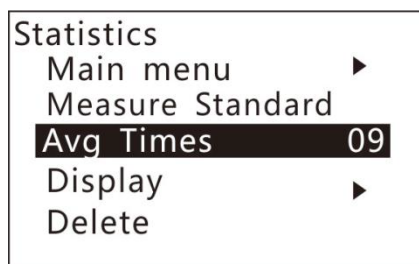 Statistics
Main menu ▶
Measure Standard
Avg Times 09
Display ▶
Delete